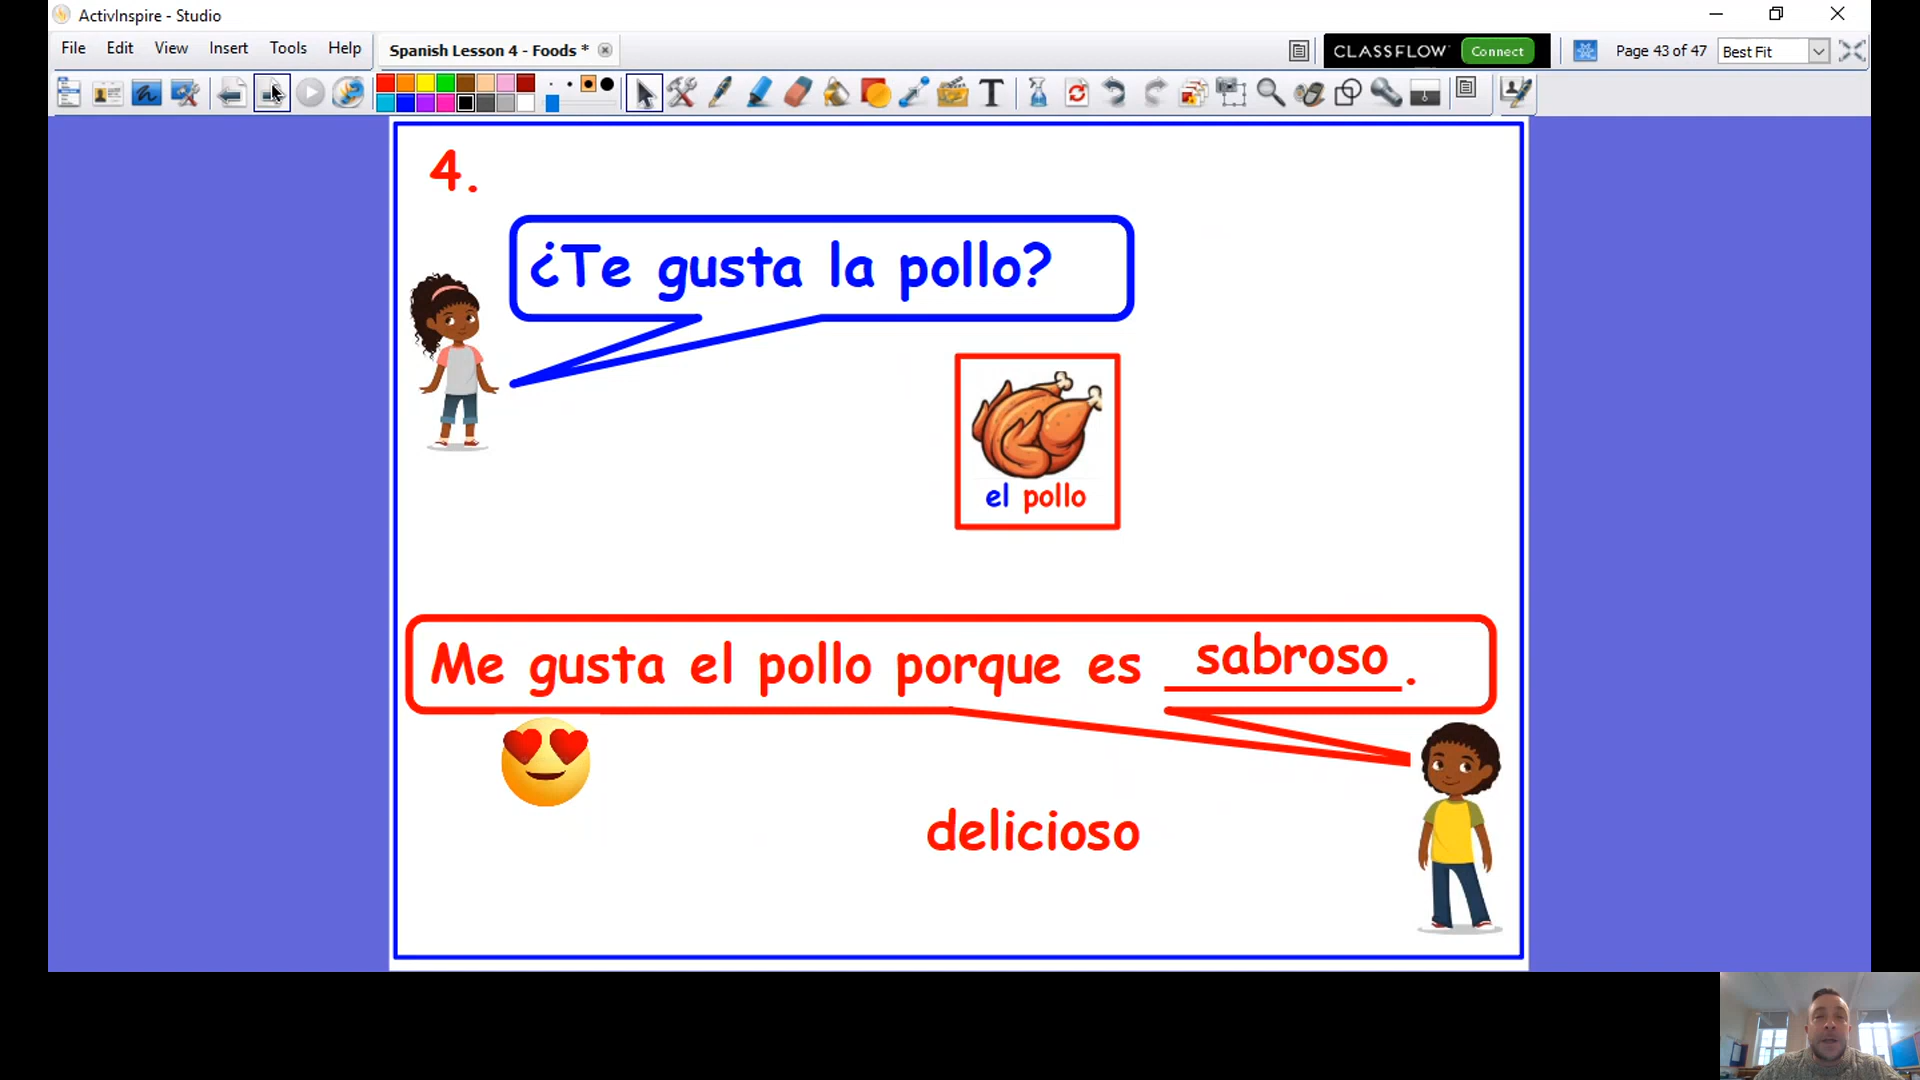 ActivInspire - Studio
File Edit View Insert Tools Help
Spanish Lesson 4 - Foods *
CLASSFLOW Connect
Page 43 of 47
Best Fit
4.
¿Te gusta la pollo?
el pollo
Me gusta el pollo porque es sabroso.
delicioso